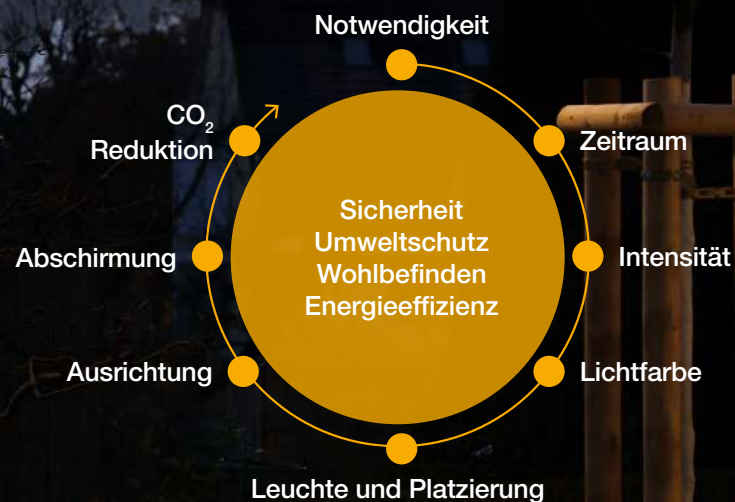 Notwendigkeit
Zeitraum
Intensität
Lichtfarbe
Leuchte und Platzierung
Ausrichtung
Abschirmung
CO₂
Reduktion
Sicherheit
Umweltschutz
Wohlbefinden
Energieeffizienz